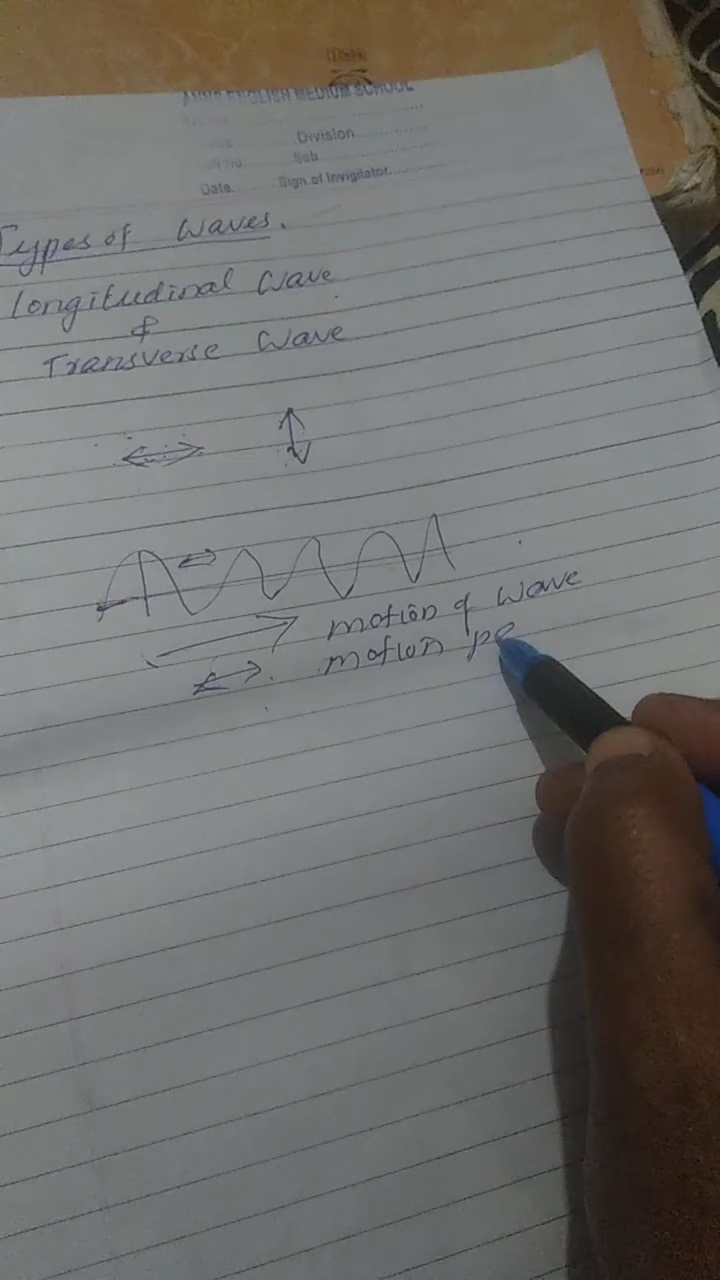 ENGLISH MEDIUM SCHOOL
Division
Sub
Date. Sign of Invigilator
Types of Waves.
Longitudinal Wave
&
Transverse Wave
motion of Wave
motion pe